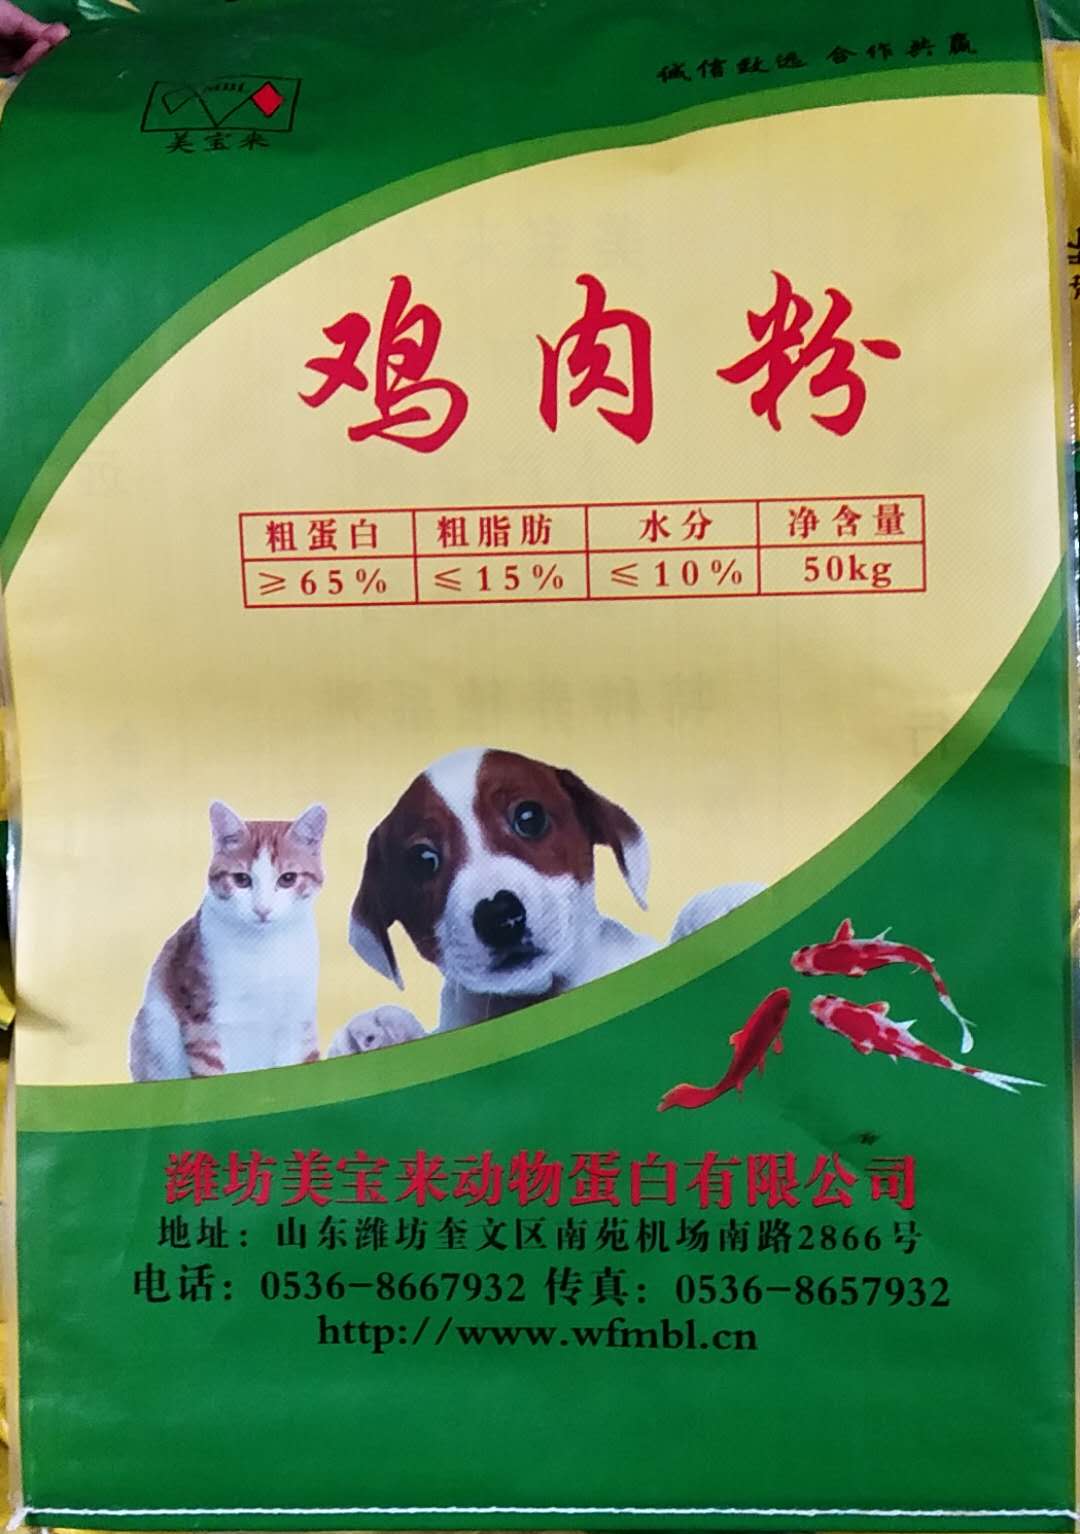 诚信致远 合作共赢
MBL
美宝来
鸡肉粉
粗蛋白 粗脂肪 水分 净含量
≥65% ≤15% ≤10% 50kg
潍坊美宝来动物蛋白有限公司
地址：山东潍坊奎文区南苑机场南路2866号
电话：0536-8667932 传真：0536-8657932
http://www.wfmbl.cn